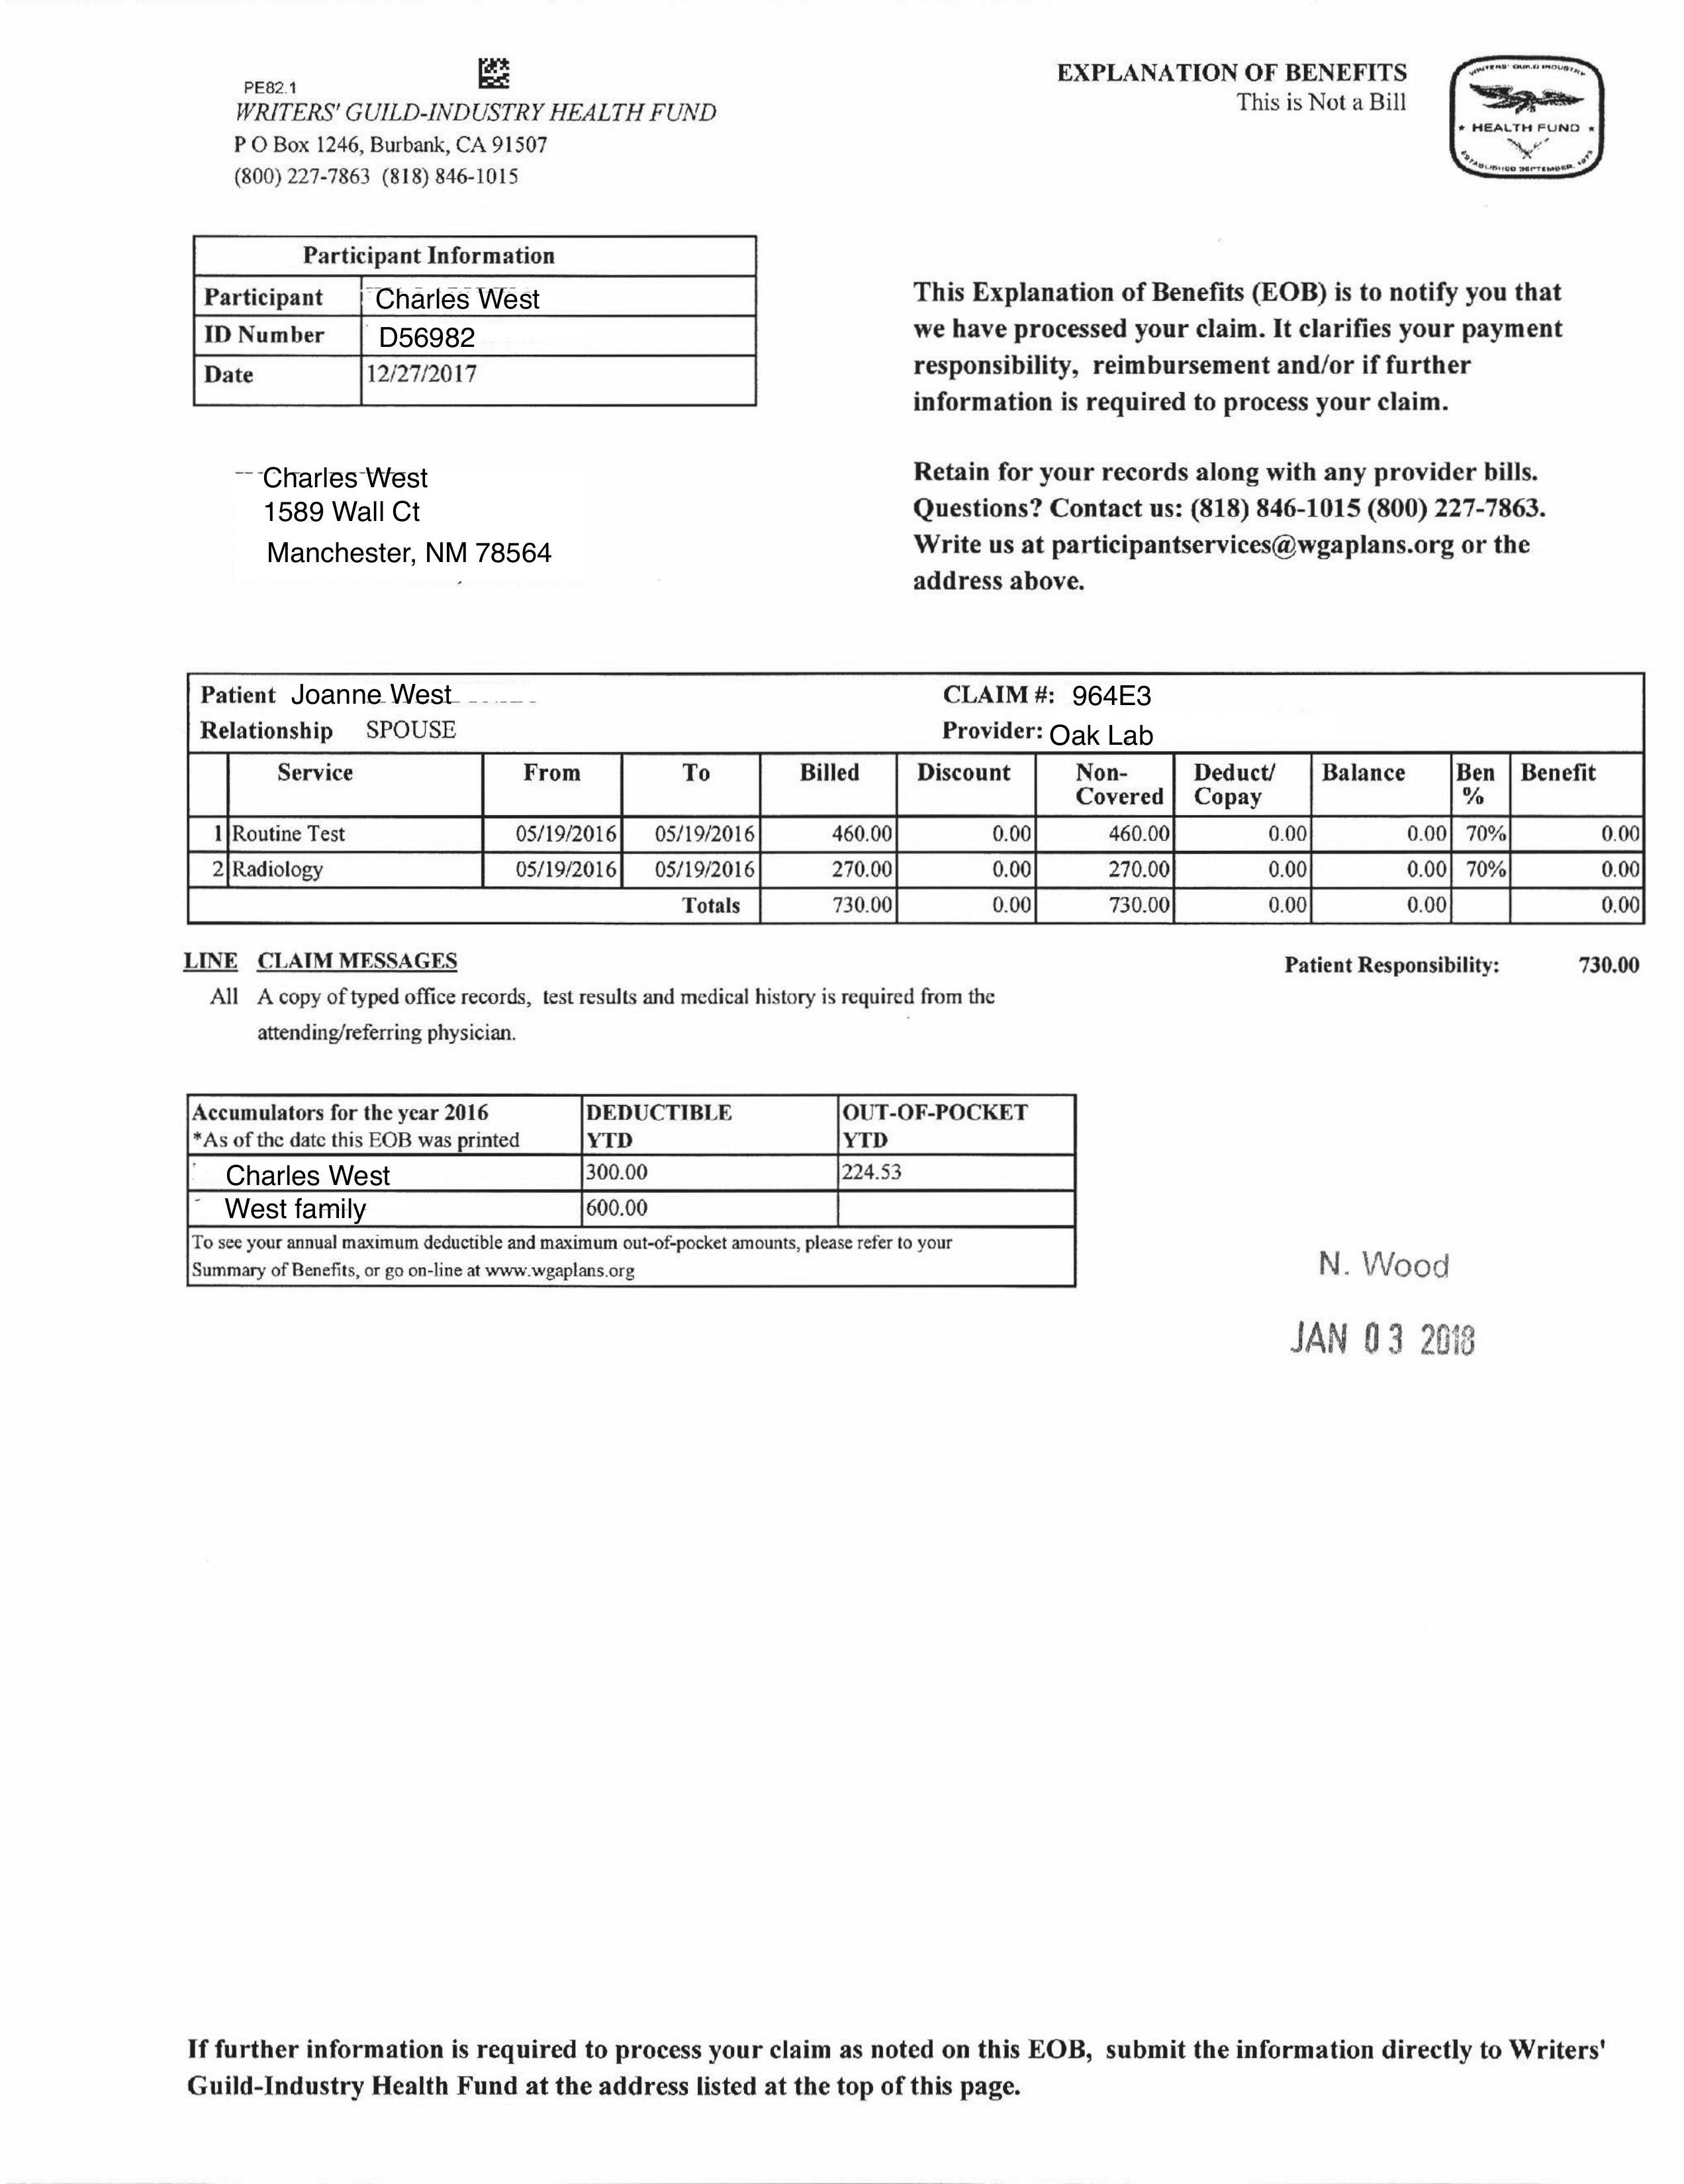 PE82.1
WRITERS' GUILD-INDUSTRY HEALTH FUND
P O Box 1246, Burbank, CA 91507
(800) 227-7863 (818) 846-1015
EXPLANATION OF BENEFITS
This is Not a Bill
WRITERS' GUILD INDUSTRY
* HEALTH FUND *
ESTABLISHED SEPTEMBER, 1973
Participant Information
Participant Charles West
ID Number D56982
Date 12/27/2017
This Explanation of Benefits (EOB) is to notify you that
we have processed your claim. It clarifies your payment
responsibility, reimbursement and/or if further
information is required to process your claim.
Charles West
1589 Wall Ct
Manchester, NM 78564
Retain for your records along with any provider bills.
Questions? Contact us: (818) 846-1015 (800) 227-7863.
Write us at participantservices@wgaplans.org or the
address above.
Patient Joanne West CLAIM #: 964E3
Relationship SPOUSE Provider: Oak Lab
Service From To Billed Discount Non- Deduct/ Balance Ben Benefit
Covered Copay %
1 Routine Test 05/19/2016 05/19/2016 460.00 0.00 460.00 0.00 0.00 70% 0.00
2 Radiology 05/19/2016 05/19/2016 270.00 0.00 270.00 0.00 0.00 70% 0.00
Totals 730.00 0.00 730.00 0.00 0.00 0.00
LINE CLAIM MESSAGES Patient Responsibility: 730.00
All A copy of typed office records, test results and medical history is required from the
attending/referring physician.
Accumulators for the year 2016 DEDUCTIBLE OUT-OF-POCKET
*As of the date this EOB was printed YTD YTD
Charles West 300.00 224.53
West family 600.00
To see your annual maximum deductible and maximum out-of-pocket amounts, please refer to your
Summary of Benefits, or go on-line at www.wgaplans.org
N. Wood
JAN 03 2018
If further information is required to process your claim as noted on this EOB, submit the information directly to Writers'
Guild-Industry Health Fund at the address listed at the top of this page.